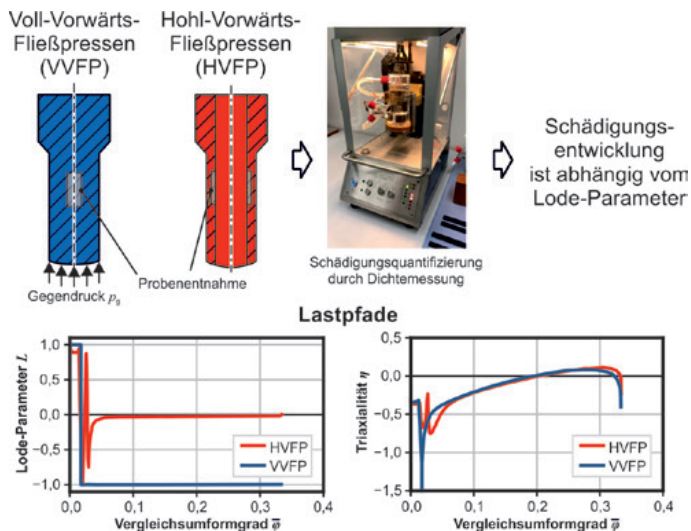 Voll-Vorwärts-
Fließpressen
(VVFP)
Hohl-Vorwärts-
Fließpressen
(HVFP)
Schädigungs-
entwicklung
ist abhängig vom
Lode-Parameter
Gegendruck pg
Probenentnahme
Schädigungsquantifizierung
durch Dichtemessung
Lastpfade
Lode-Parameter L
1,0
0,5
0,0
−0,5
−1,0
HVFP
VVFP
0,0
0,1
0,2
0,3
0,4
Vergleichsumformgrad φ̅
Triaxialität η
0,5
0,0
−0,5
−1,0
−1,5
HVFP
VVFP
0,0
0,1
0,2
0,3
0,4
Vergleichsumformgrad φ̅